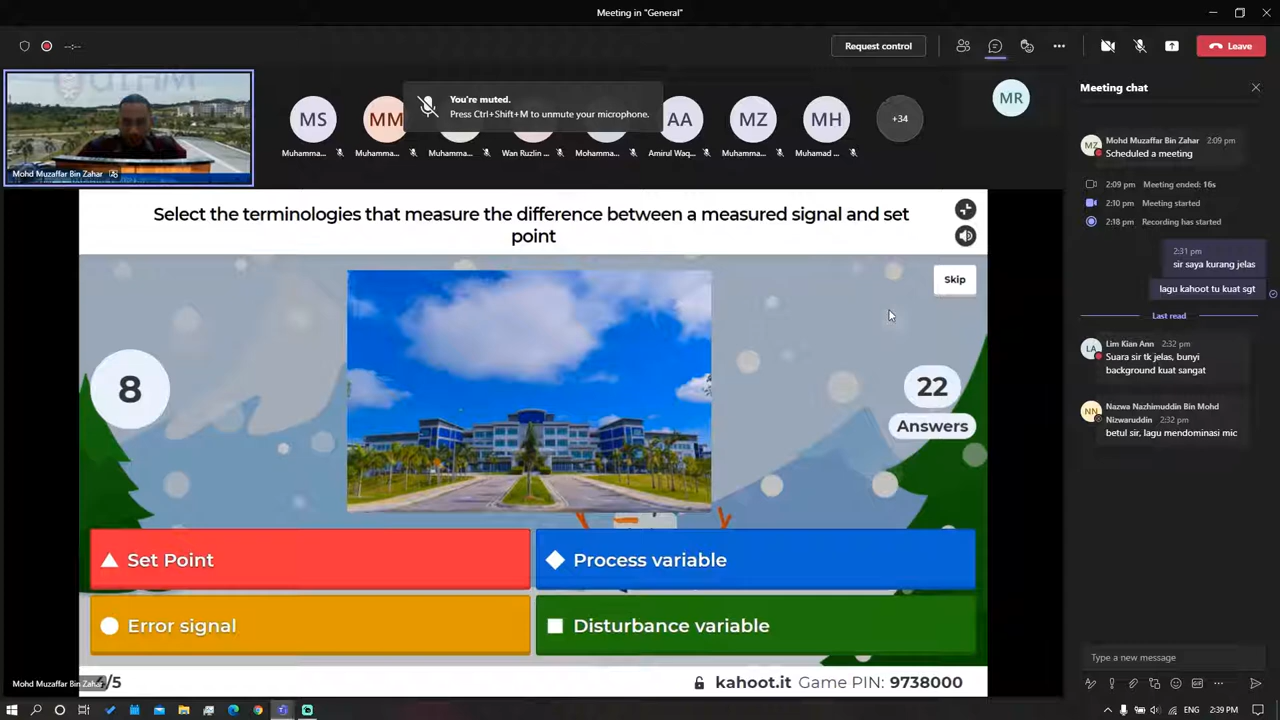 Meeting in "General"
--:--
Request control
Leave
UTHM
Mohd Muzaffar Bin Zahar
You're muted.
Press Ctrl+Shift+M to unmute your microphone.
MS
MM
AA
MZ
MH
+34
MR
Muhamma...
Muhamma...
Muhamma...
Wan Ruzlin ...
Mohamma...
Amirul Waq...
Muhamma...
Muhamad ...
Select the terminologies that measure the difference between a measured signal and set
point
Skip
8
22
Answers
Set Point
Process variable
Error signal
Disturbance variable
Mohd Muzaffar Bin Zahar
/5
kahoot.it Game PIN: 9738000
Meeting chat
MZ
Mohd Muzaffar Bin Zahar 2:09 pm
Scheduled a meeting
2:09 pm Meeting ended: 16s
2:10 pm Meeting started
2:18 pm Recording has started
2:31 pm
sir saya kurang jelas
lagu kahoot tu kuat sgt
Last read
LA
Lim Kian Ann 2:32 pm
Suara sir tk jelas, bunyi
background kuat sangat
NN
Nazwa Nazhimuddin Bin Mohd
Nizwaruddin 2:32 pm
betul sir, lagu mendominasi mic
Type a new message
ENG 2:39 PM